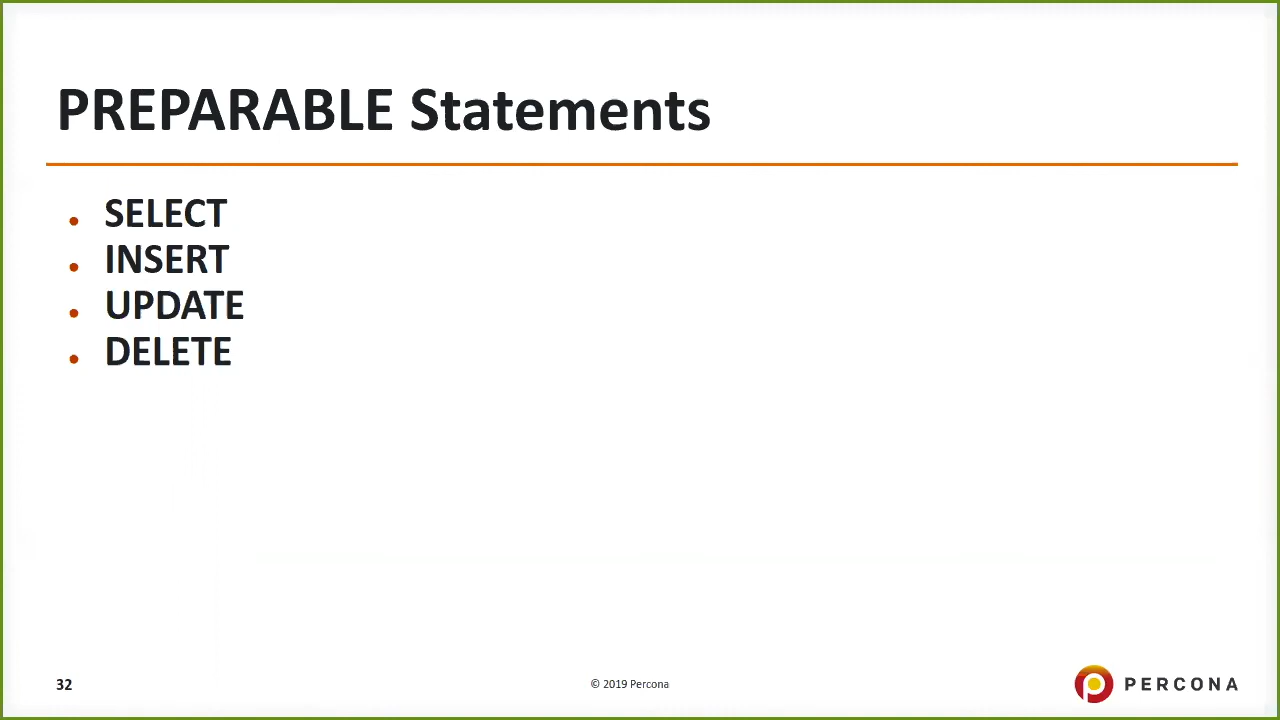 PREPARABLE Statements
• SELECT
• INSERT
• UPDATE
• DELETE
32
© 2019 Percona
PERCONA